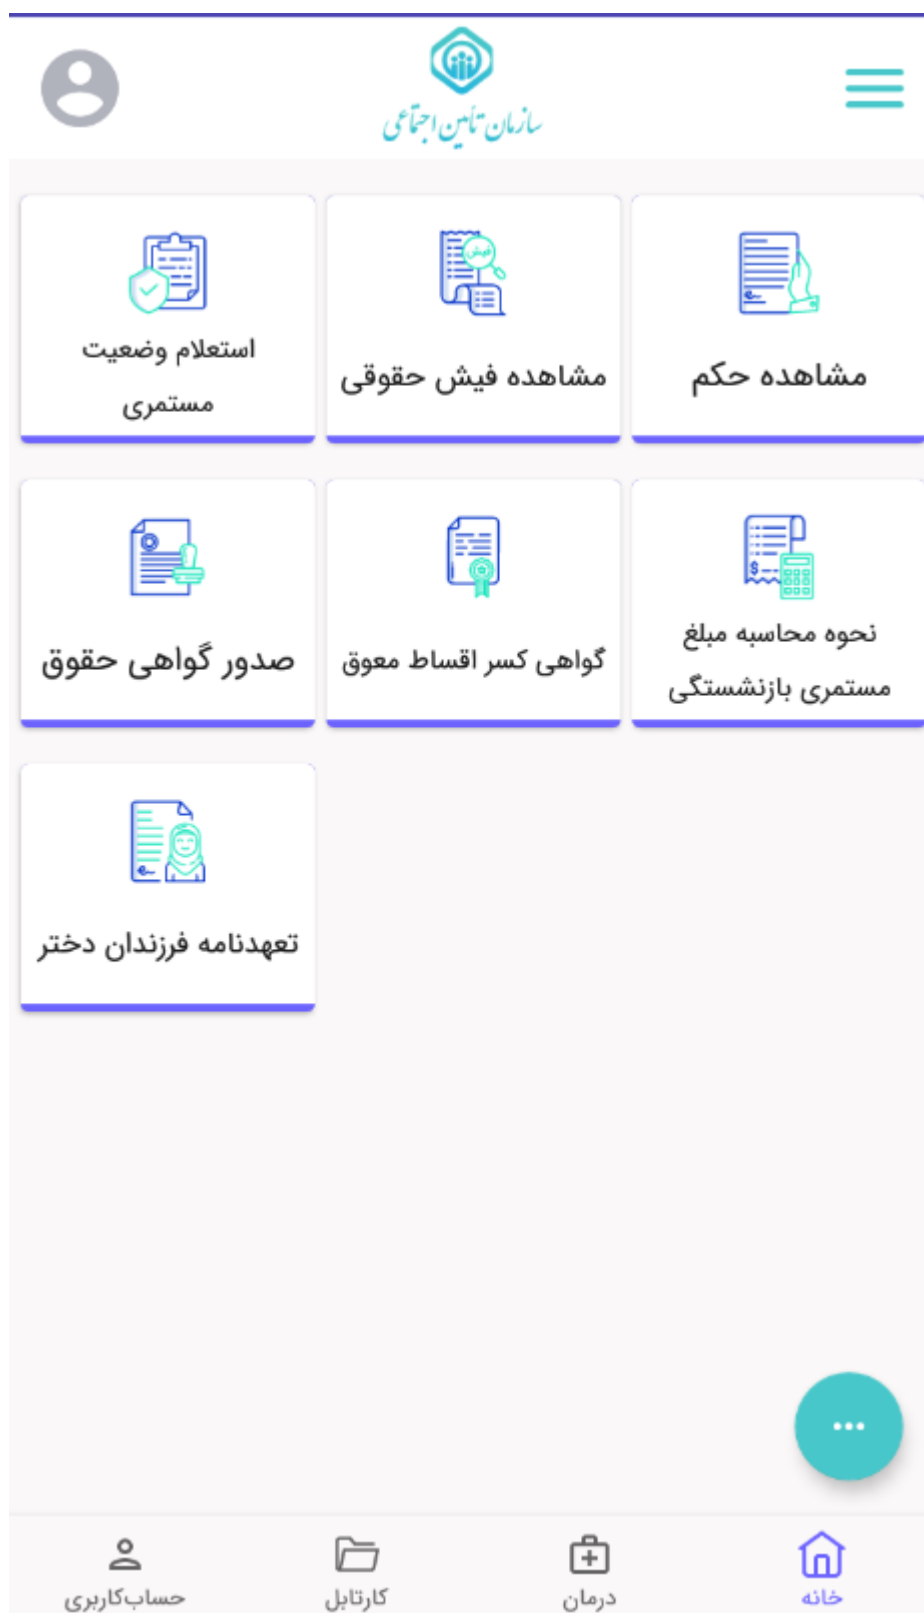 سازمان تأمین اجتماعی
مشاهده حکم
فیش
مشاهده فیش حقوقی
استعلام وضعیت
مستمری
نحوه محاسبه مبلغ
مستمری بازنشستگی
گواهی کسر اقساط معوق
صدور گواهی حقوق
تعهدنامه فرزندان دختر
خانه
درمان
کارتابل
حساب‌کاربری